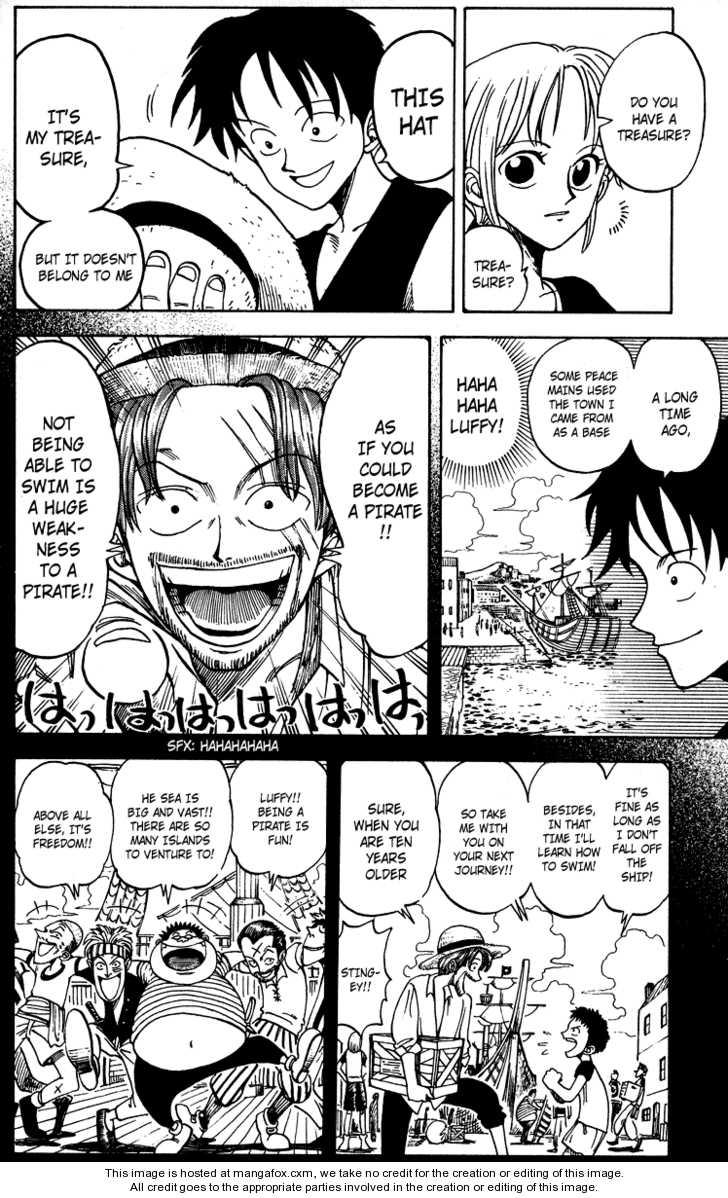 DO YOU
HAVE A
TREASURE?
TREA-
SURE?
THIS
HAT
IT'S
MY TREA-
SURE,
BUT IT DOESN'T
BELONG TO ME
A LONG
TIME
AGO,
SOME PEACE
MAINS USED
THE TOWN I
CAME FROM
AS A BASE
HAHA
HAHA
LUFFY!
AS
IF YOU
COULD
BECOME
A PIRATE
!!
NOT
BEING
ABLE TO
SWIM IS
A HUGE
WEAK-
NESS
TO A
PIRATE!!
はっはっはっはっはっはっ
SFX: HAHAHAHAHA
IT'S
FINE AS
LONG AS
I DON'T
FALL OFF
THE
SHIP!
BESIDES,
IN THAT
TIME I'LL
LEARN HOW
TO SWIM!
SO TAKE
ME WITH
YOU ON
YOUR NEXT
JOURNEY!!
SURE,
WHEN YOU
ARE TEN
YEARS
OLDER
STING-
EY!!
LUFFY!!
BEING A
PIRATE IS
FUN!
HE SEA IS
BIG AND VAST!!
THERE ARE SO
MANY ISLANDS
TO VENTURE TO!
ABOVE ALL
ELSE, IT'S
FREEDOM!!
This image is hosted at mangafox.cxm, we take no credit for the creation or editing of this image.
All credit goes to the appropriate parties involved in the creation or editing of this image.